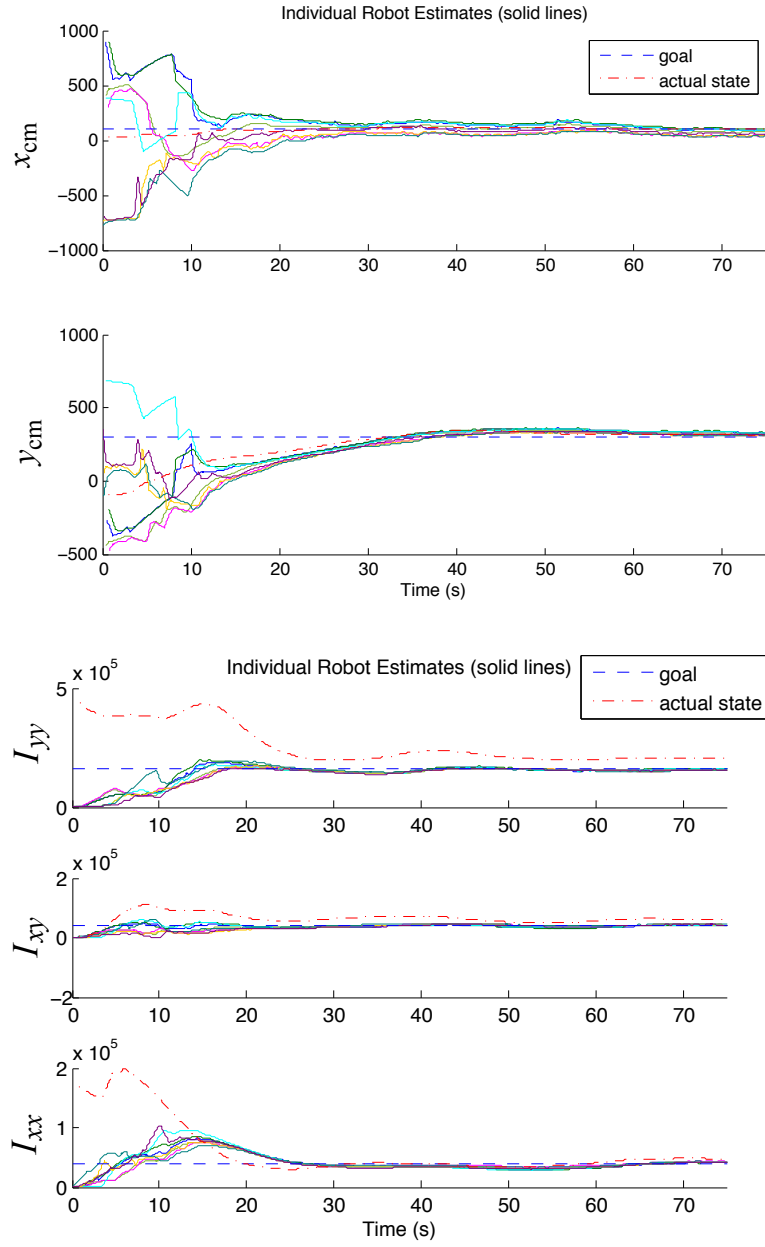 Individual Robot Estimates (solid lines)
goal
actual state
x_cm
1000
500
0
−500
−1000
0 10 20 30 40 50 60 70
y_cm
1000
500
0
−500
0 10 20 30 40 50 60 70
Time (s)
Individual Robot Estimates (solid lines)
goal
actual state
x 10^5
I_yy
5
0
0 10 20 30 40 50 60 70
x 10^5
I_xy
2
0
−2
0 10 20 30 40 50 60 70
x 10^5
I_xx
2
1
0
0 10 20 30 40 50 60 70
Time (s)